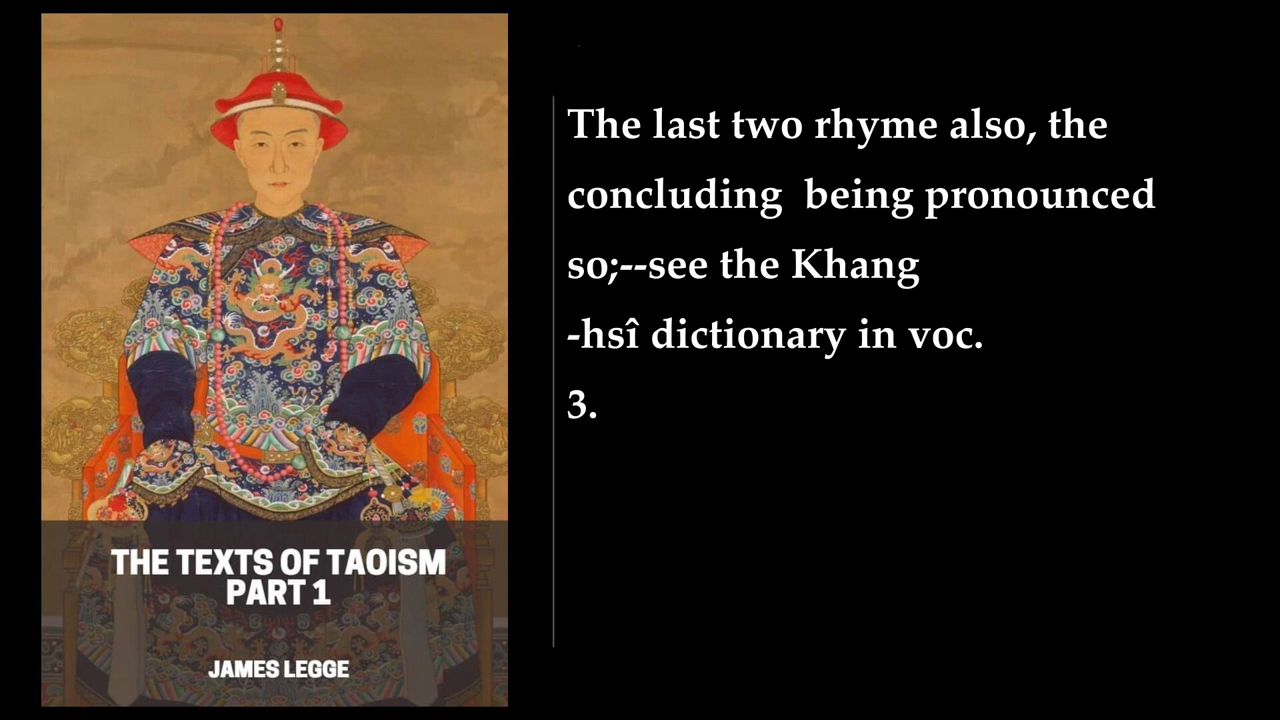 THE TEXTS OF TAOISM
PART 1
JAMES LEGGE
The last two rhyme also, the
concluding  being pronounced
so;--see the Khang
-hsî dictionary in voc.
3.